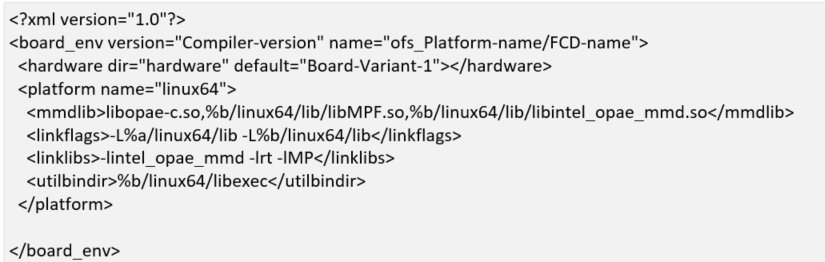 <?xml version="1.0"?>
<board_env version="Compiler-version" name="ofs_Platform-name/FCD-name">
<hardware dir="hardware" default="Board-Variant-1"></hardware>
<platform name="linux64">
<mmdlib>libopae-c.so,%b/linux64/lib/libMPF.so,%b/linux64/lib/libintel_opae_mmd.so</mmdlib>
<linkflags>-L%a/linux64/lib -L%b/linux64/lib</linkflags>
<linklibs>-lintel_opae_mmd -lrt -lMP</linklibs>
<utilbindir>%b/linux64/libexec</utilbindir>
</platform>
</board_env>